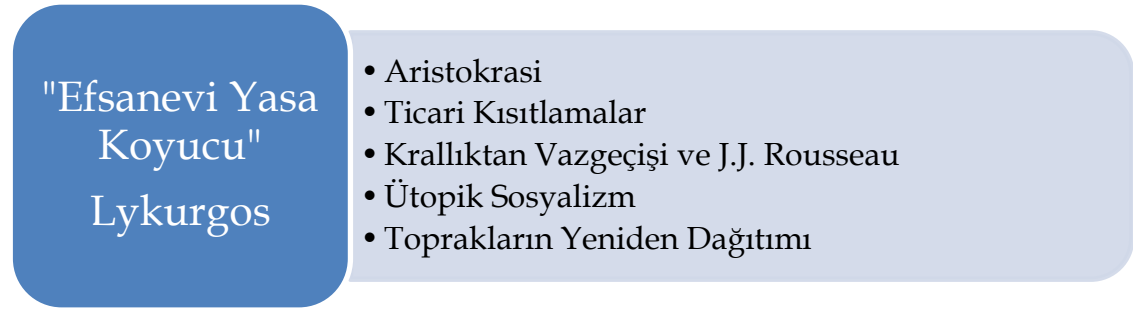 "Efsanevi Yasa
Koyucu"
Lykurgos
• Aristokrasi
• Ticari Kısıtlamalar
• Krallıktan Vazgeçişi ve J.J. Rousseau
• Ütopik Sosyalizm
• Toprakların Yeniden Dağıtımı